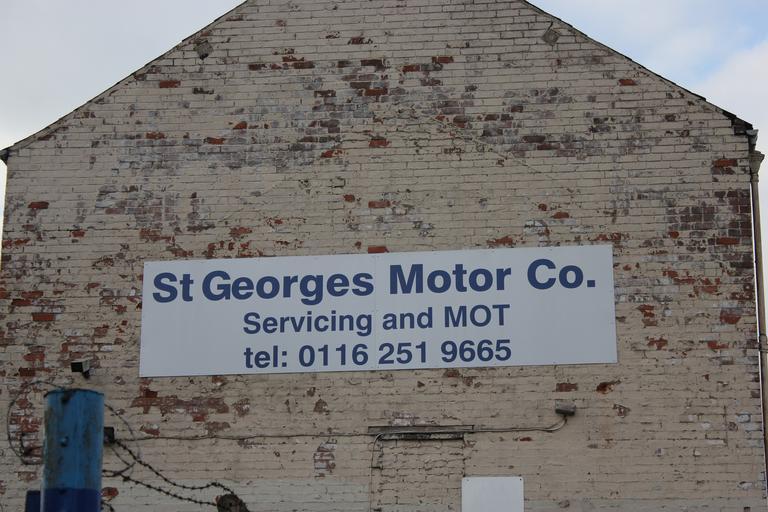 St Georges Motor Co.
Servicing and MOT
tel: 0116 251 9665